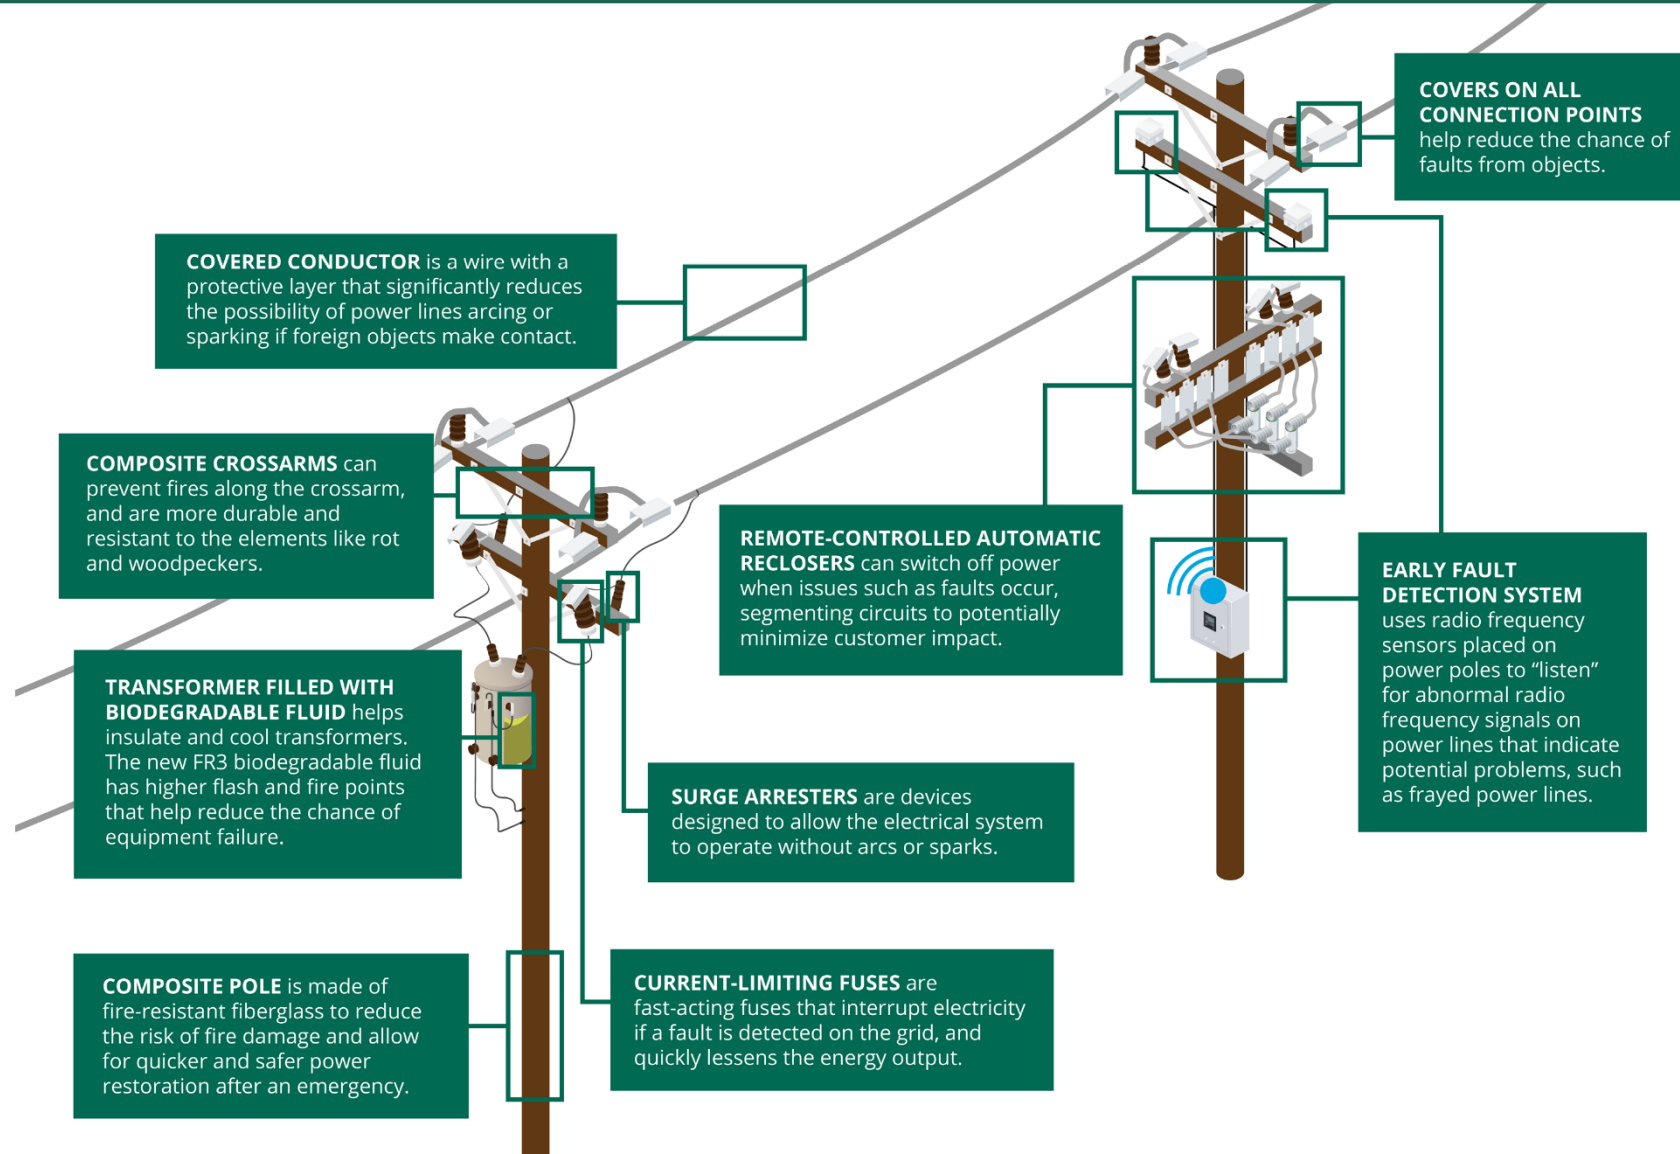 COVERS ON ALL
CONNECTION POINTS
help reduce the chance of
faults from objects.
COVERED CONDUCTOR is a wire with a
protective layer that significantly reduces
the possibility of power lines arcing or
sparking if foreign objects make contact.
COMPOSITE CROSSARMS can
prevent fires along the crossarm,
and are more durable and
resistant to the elements like rot
and woodpeckers.
REMOTE-CONTROLLED AUTOMATIC
RECLOSERS can switch off power
when issues such as faults occur,
segmenting circuits to potentially
minimize customer impact.
EARLY FAULT
DETECTION SYSTEM
uses radio frequency
sensors placed on
power poles to “listen”
for abnormal radio
frequency signals on
power lines that indicate
potential problems, such
as frayed power lines.
TRANSFORMER FILLED WITH
BIODEGRADABLE FLUID helps
insulate and cool transformers.
The new FR3 biodegradable fluid
has higher flash and fire points
that help reduce the chance of
equipment failure.
SURGE ARRESTERS are devices
designed to allow the electrical system
to operate without arcs or sparks.
COMPOSITE POLE is made of
fire-resistant fiberglass to reduce
the risk of fire damage and allow
for quicker and safer power
restoration after an emergency.
CURRENT-LIMITING FUSES are
fast-acting fuses that interrupt electricity
if a fault is detected on the grid, and
quickly lessens the energy output.